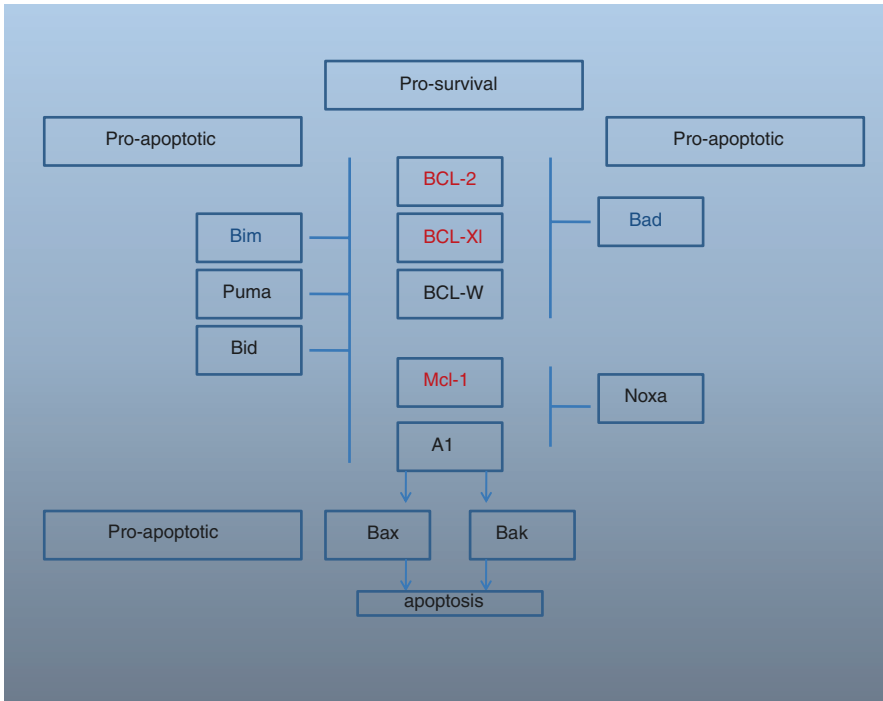 Pro-survival
Pro-apoptotic
Pro-apoptotic
BCL-2
Bim
BCL-Xl
Bad
Puma
BCL-W
Bid
Mcl-1
Noxa
A1
Pro-apoptotic
Bax
Bak
apoptosis